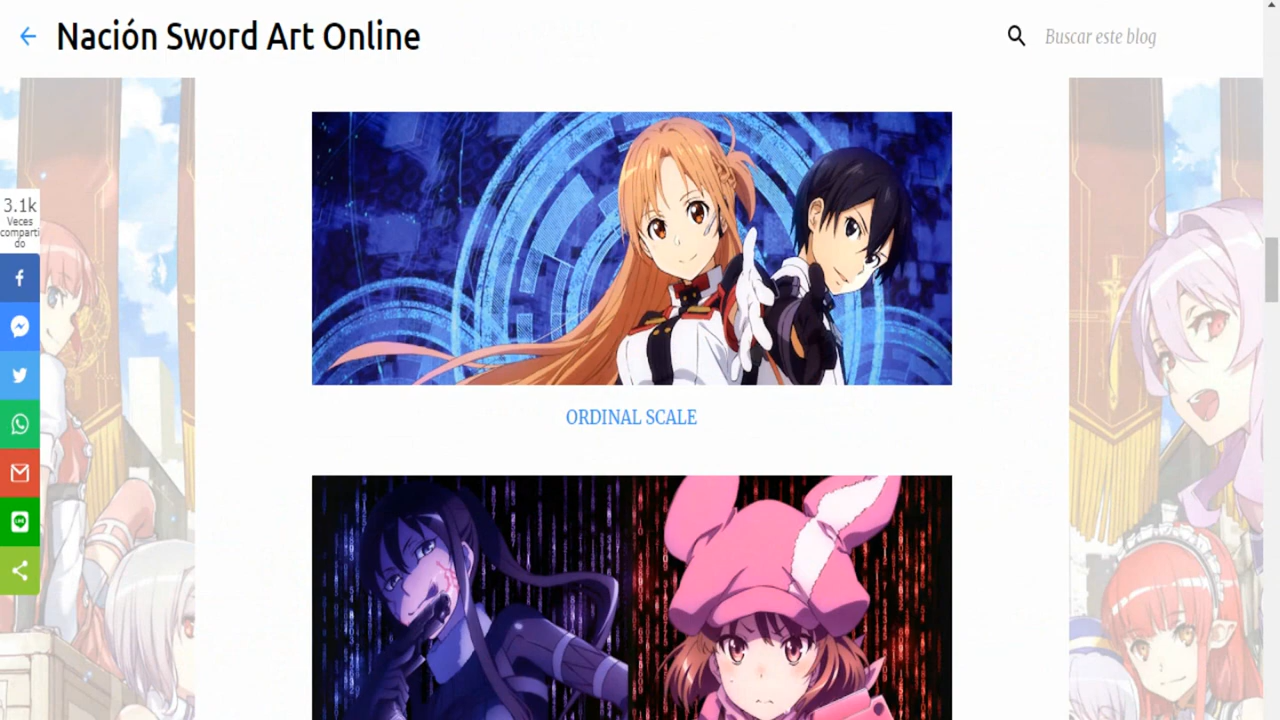 Nación Sword Art Online
Buscar este blog
3.1k
Veces
comparti
do
ORDINAL SCALE